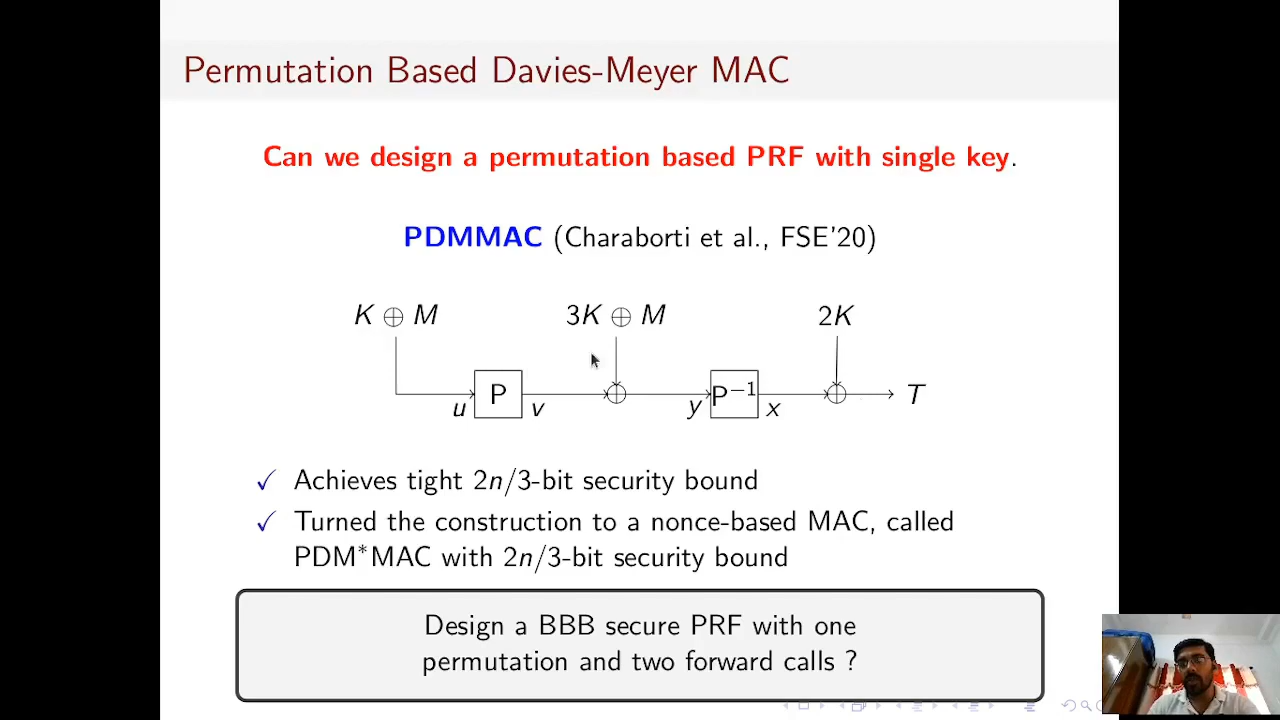 Permutation Based Davies-Meyer MAC
Can we design a permutation based PRF with single key.
PDMMAC (Charaborti et al., FSE'20)
K ⊕ M 3K ⊕ M 2K
u P v y P⁻¹ x T
✓ Achieves tight 2n/3-bit security bound
✓ Turned the construction to a nonce-based MAC, called
PDM*MAC with 2n/3-bit security bound
Design a BBB secure PRF with one
permutation and two forward calls ?